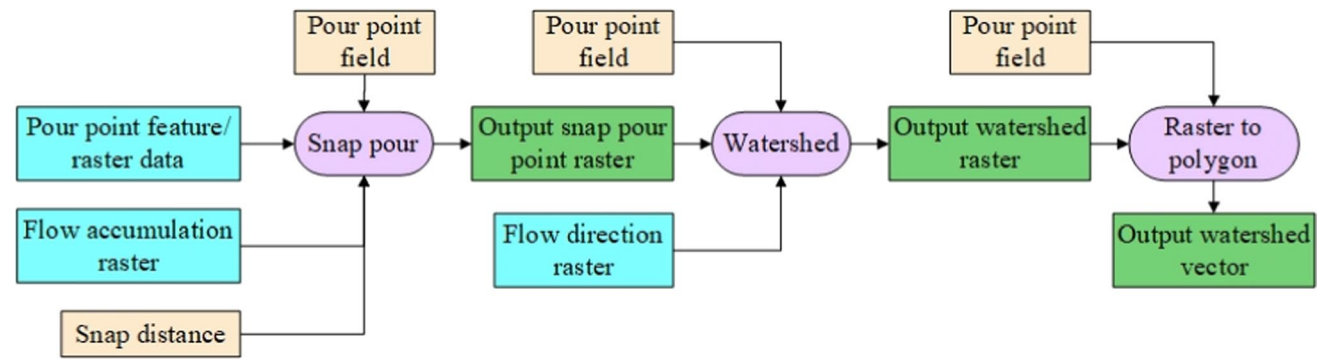 Pour point
field
Pour point
field
Pour point
field
Pour point feature/
raster data
Snap pour
Output snap pour
point raster
Watershed
Output watershed
raster
Raster to
polygon
Flow accumulation
raster
Flow direction
raster
Output watershed
vector
Snap distance